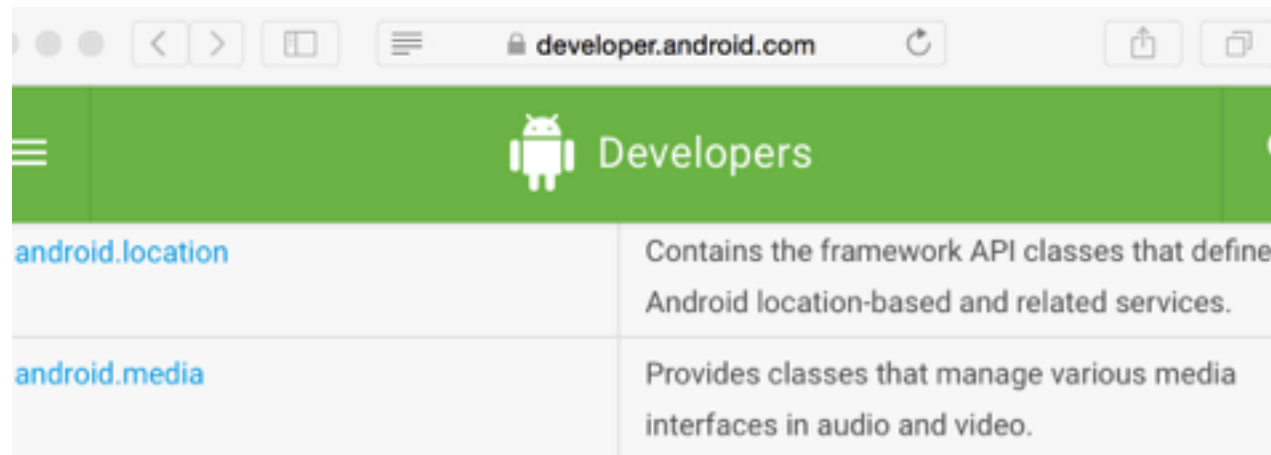 developer.android.com
Developers
android.location
Contains the framework API classes that define
Android location-based and related services.
android.media
Provides classes that manage various media
interfaces in audio and video.